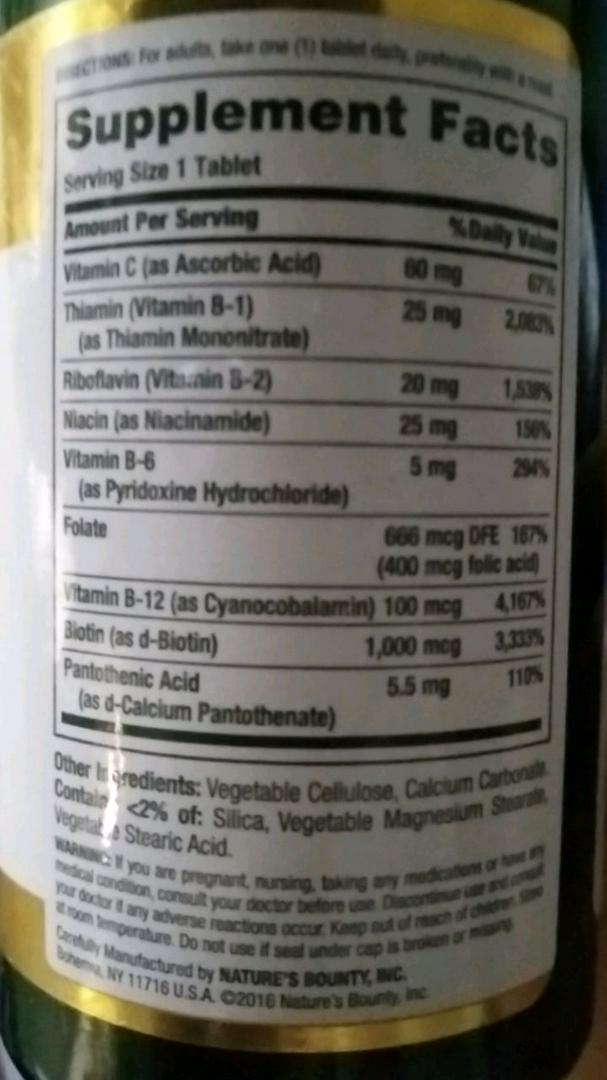 DIRECTIONS: For adults, take one (1) tablet daily, preferably with a meal.
Supplement Facts
Serving Size 1 Tablet
Amount Per Serving %Daily Value
Vitamin C (as Ascorbic Acid) 60 mg 67%
Thiamin (Vitamin B-1) 25 mg 2,083%
(as Thiamin Mononitrate)
Riboflavin (Vitamin B-2) 20 mg 1,538%
Niacin (as Niacinamide) 25 mg 156%
Vitamin B-6 5 mg 294%
(as Pyridoxine Hydrochloride)
Folate 666 mcg DFE 167%
(400 mcg folic acid)
Vitamin B-12 (as Cyanocobalamin) 100 mcg 4,167%
Biotin (as d-Biotin) 1,000 mcg 3,333%
Pantothenic Acid 5.5 mg 110%
(as d-Calcium Pantothenate)
Other Ingredients: Vegetable Cellulose, Calcium Carbonate.
Contains <2% of: Silica, Vegetable Magnesium Stearate,
Vegetable Stearic Acid.
WARNING: If you are pregnant, nursing, taking any medications or have any
medical condition, consult your doctor before use. Discontinue use and consult
your doctor if any adverse reactions occur. Keep out of reach of children. Store
at room temperature. Do not use if seal under cap is broken or missing.
Carefully Manufactured by NATURE'S BOUNTY, INC.
Bohemia, NY 11716 U.S.A. ©2016 Nature's Bounty, Inc.